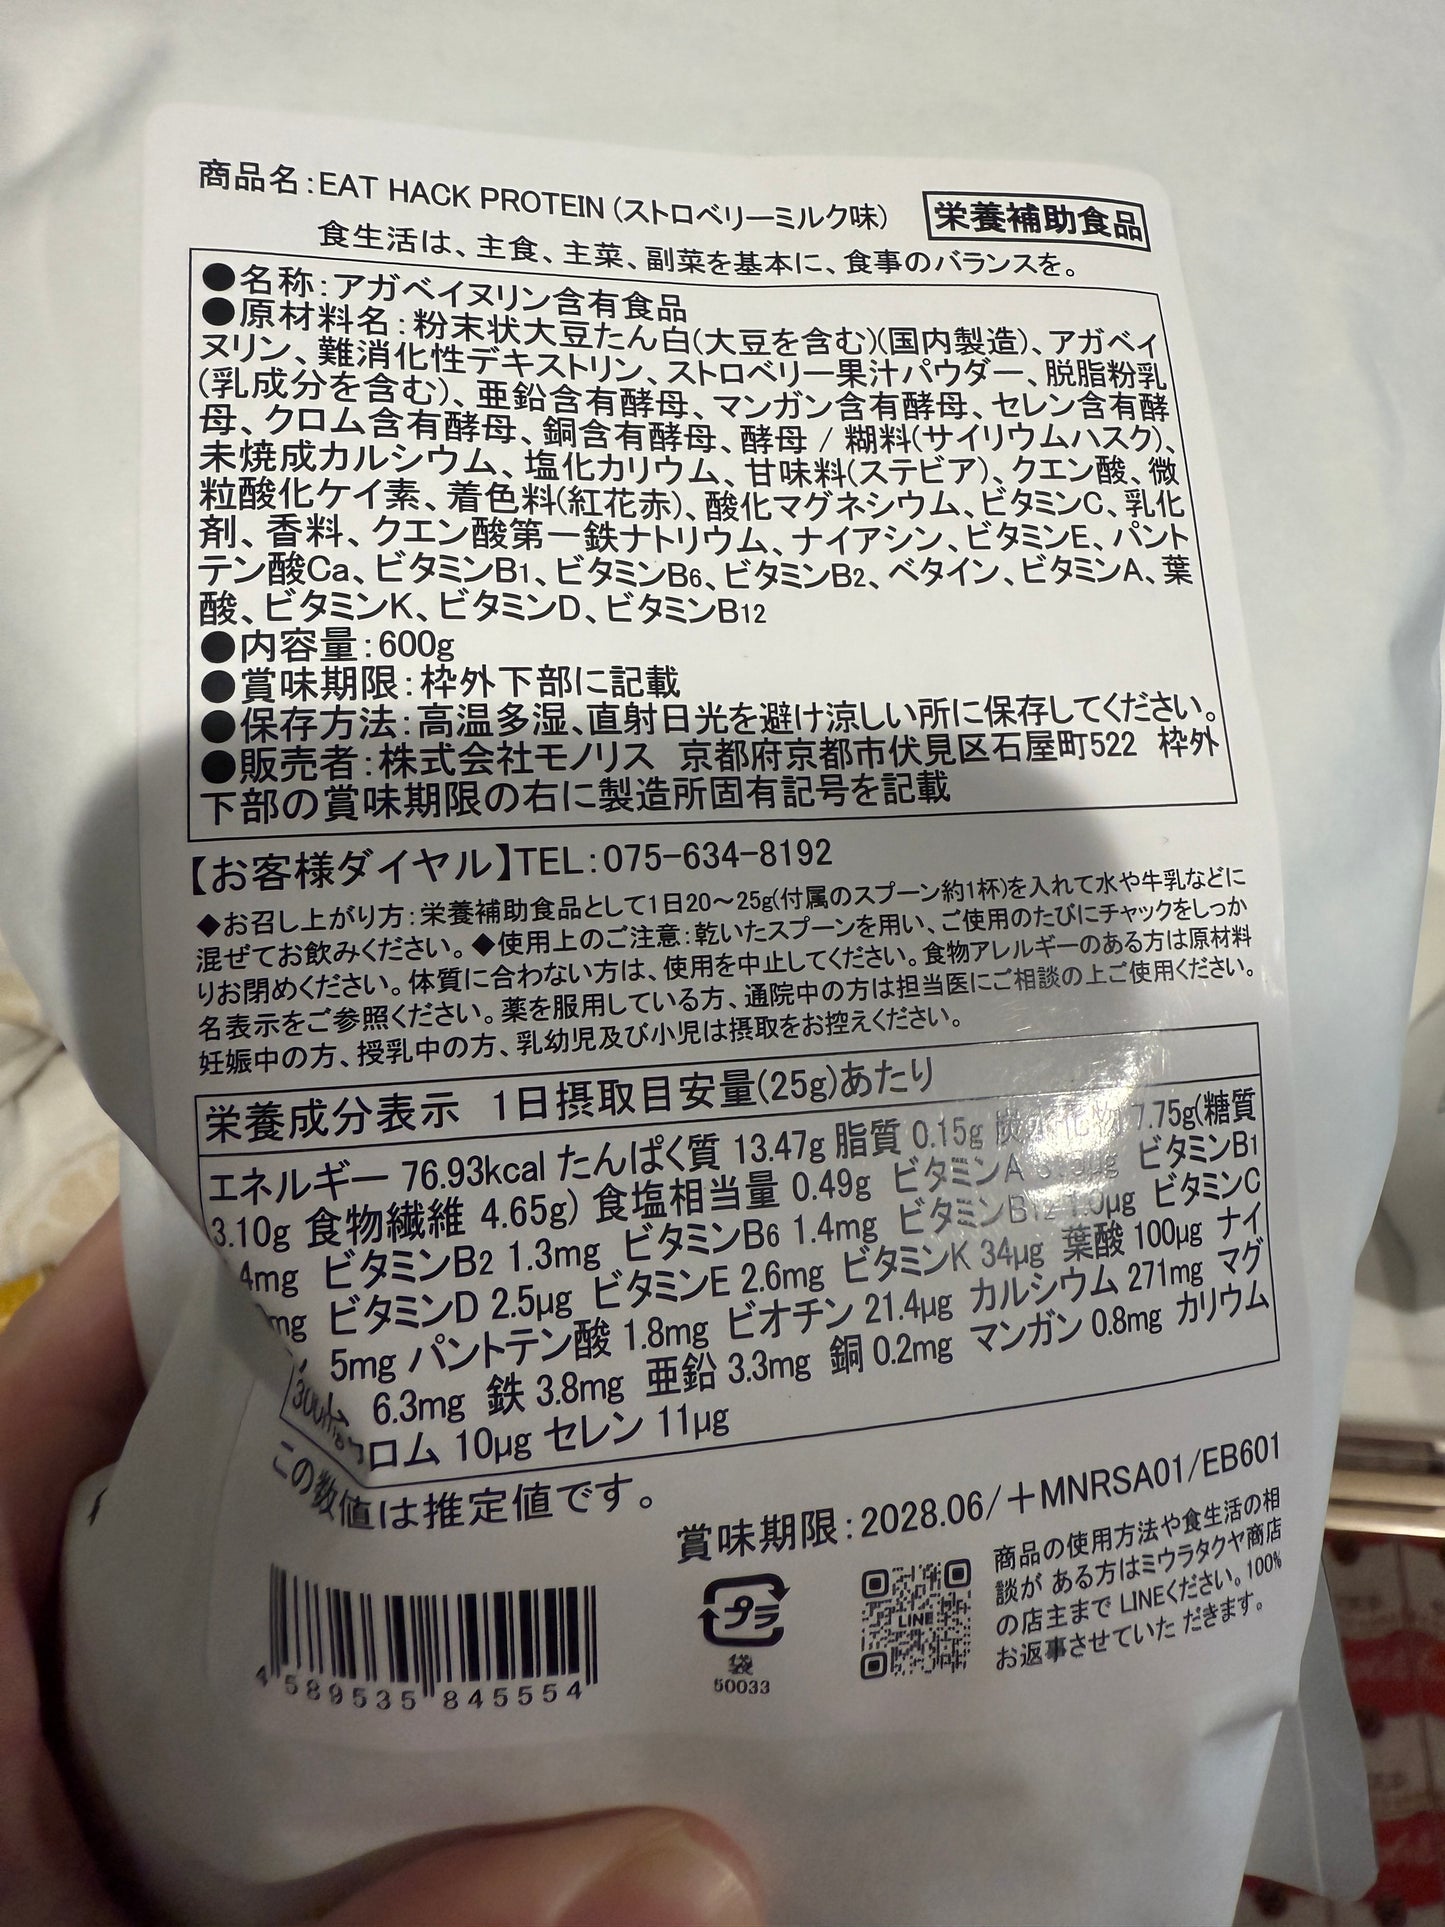 商品名:EAT HACK PROTEIN (ストロベリーミルク味)
栄養補助食品
食生活は、主食、主菜、副菜を基本に、食事のバランスを。
●名称:アガベイヌリン含有食品
●原材料名:粉末状大豆たん白(大豆を含む)(国内製造)、アガベイ
ヌリン、難消化性デキストリン、ストロベリー果汁パウダー、脱脂粉乳
(乳成分を含む)、亜鉛含有酵母、マンガン含有酵母、セレン含有酵
母、クロム含有酵母、銅含有酵母、酵母 / 糊料(サイリウムハスク)、
未焼成カルシウム、塩化カリウム、甘味料(ステビア)、クエン酸、微
粒酸化ケイ素、着色料(紅花赤)、酸化マグネシウム、ビタミンC、乳化
剤、香料、クエン酸第一鉄ナトリウム、ナイアシン、ビタミンE、パント
テン酸Ca、ビタミンB1、ビタミンB6、ビタミンB2、ベタイン、ビタミンA、葉
酸、ビタミンK、ビタミンD、ビタミンB12
●内容量:600g
●賞味期限:枠外下部に記載
●保存方法:高温多湿、直射日光を避け涼しい所に保存してください。
●販売者:株式会社モノリス 京都府京都市伏見区石屋町522 枠外
下部の賞味期限の右に製造所固有記号を記載
【お客様ダイヤル】TEL:075-634-8192
◆お召し上がり方:栄養補助食品として1日20～25g(付属のスプーン約1杯)を入れて水や牛乳などに
混ぜてお飲みください。◆使用上のご注意:乾いたスプーンを用い、ご使用のたびにチャックをしっか
りお閉めください。体質に合わない方は、使用を中止してください。食物アレルギーのある方は原材料
名表示をご参照ください。薬を服用している方、通院中の方は担当医にご相談の上ご使用ください。
妊娠中の方、授乳中の方、乳幼児及び小児は摂取をお控えください。
栄養成分表示 1日摂取目安量(25g)あたり
エネルギー 76.93kcal たんぱく質 13.47g 脂質 0.15g 炭水化物 7.75g(糖質
3.10g 食物繊維 4.65g) 食塩相当量 0.49g ビタミンA ビタミンB1
4mg ビタミンB2 1.3mg ビタミンB6 1.4mg ビタミンB12 μg ビタミンC
mg ビタミンD 2.5μg ビタミンE 2.6mg ビタミンK 34μg 葉酸 100μg ナイ
5mg パントテン酸 1.8mg ビオチン 21.4μg カルシウム 271mg マグ
6.3mg 鉄 3.8mg 亜鉛 3.3mg 銅 0.2mg マンガン 0.8mg カリウム
ロム 10μg セレン 11μg
この数値は推定値です。
賞味期限:2028.06/+MNRSA01/EB601
プラ
袋
50033
LINE
商品の使用方法や食生活の相
談が ある方はミウラタクヤ商店
の店主まで LINEください。100%
お返事させていた だきます。
4 589535 845554